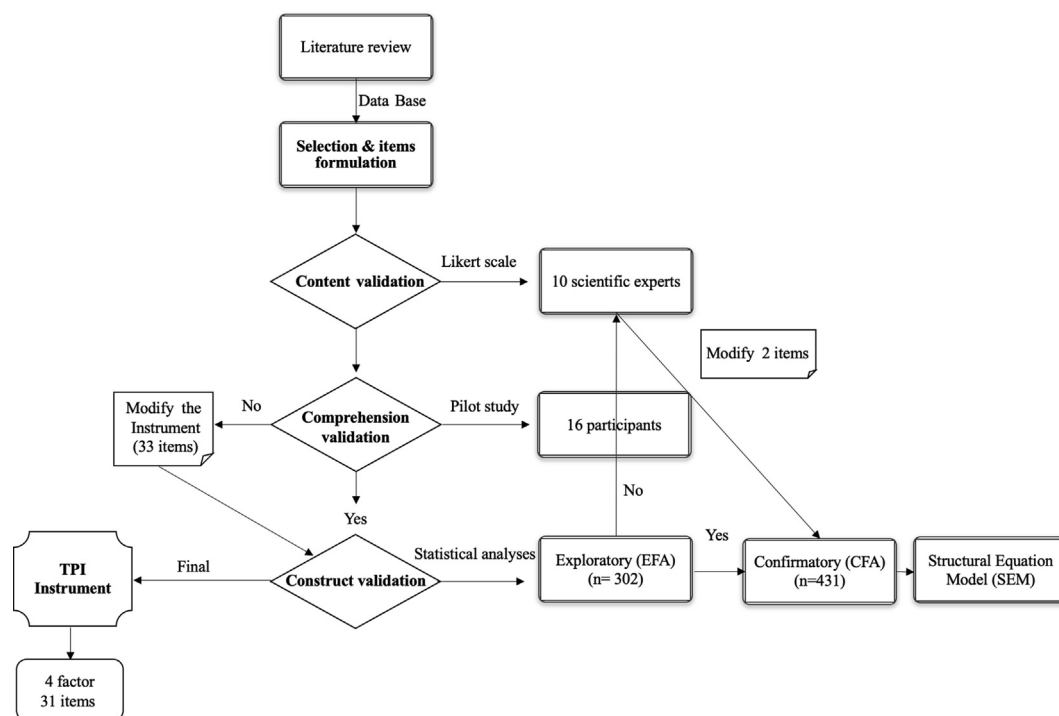 Literature review
Data Base
Selection & items
formulation
Content validation
Likert scale
10 scientific experts
Modify 2 items
Modify the
Instrument
(33 items)
No
Comprehension
validation
Pilot study
16 participants
Yes
No
TPI
Instrument
Final
Construct validation
Statistical analyses
Exploratory (EFA)
(n= 302)
Yes
Confirmatory (CFA)
(n=431)
Structural Equation
Model (SEM)
4 factor
31 items